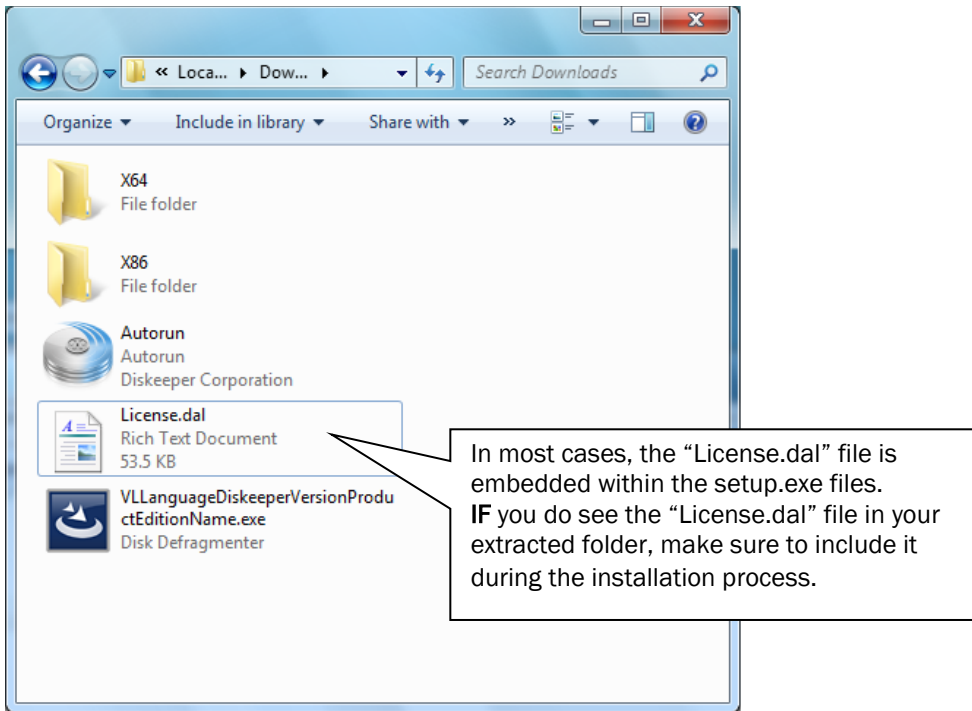 « Loca... ▸ Dow... ▸
Search Downloads
Organize ▾ Include in library ▾ Share with ▾ »
X64
File folder
X86
File folder
Autorun
Autorun
Diskeeper Corporation
License.dal
Rich Text Document
53.5 KB
VLLanguageDiskeeperVersionProdu
ctEditionName.exe
Disk Defragmenter
In most cases, the “License.dal” file is
embedded within the setup.exe files.
IF you do see the “License.dal” file in your
extracted folder, make sure to include it
during the installation process.